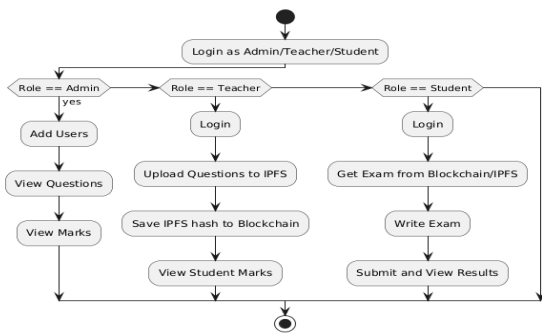 Login as Admin/Teacher/Student
Role == Admin
Role == Teacher
Role == Student
yes
Add Users
View Questions
View Marks
Login
Upload Questions to IPFS
Save IPFS hash to Blockchain
View Student Marks
Login
Get Exam from Blockchain/IPFS
Write Exam
Submit and View Results